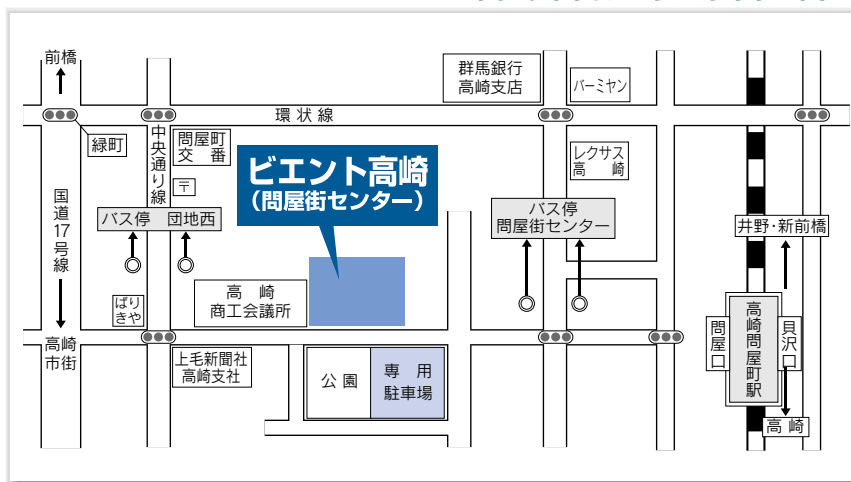 前橋
群馬銀行
高崎支店
バーミヤン
環状線
緑町
中央通り線
問屋町
交番
〒
ビエント高崎
(問屋街センター)
レクサス
高崎
国道17号線
バス停 団地西
バス停
問屋街センター
井野・新前橋
高崎
商工会議所
ぱり
きや
高崎
市街
上毛新聞社
高崎支社
公園
専用
駐車場
問屋口
高崎問屋町駅
貝沢口
高崎